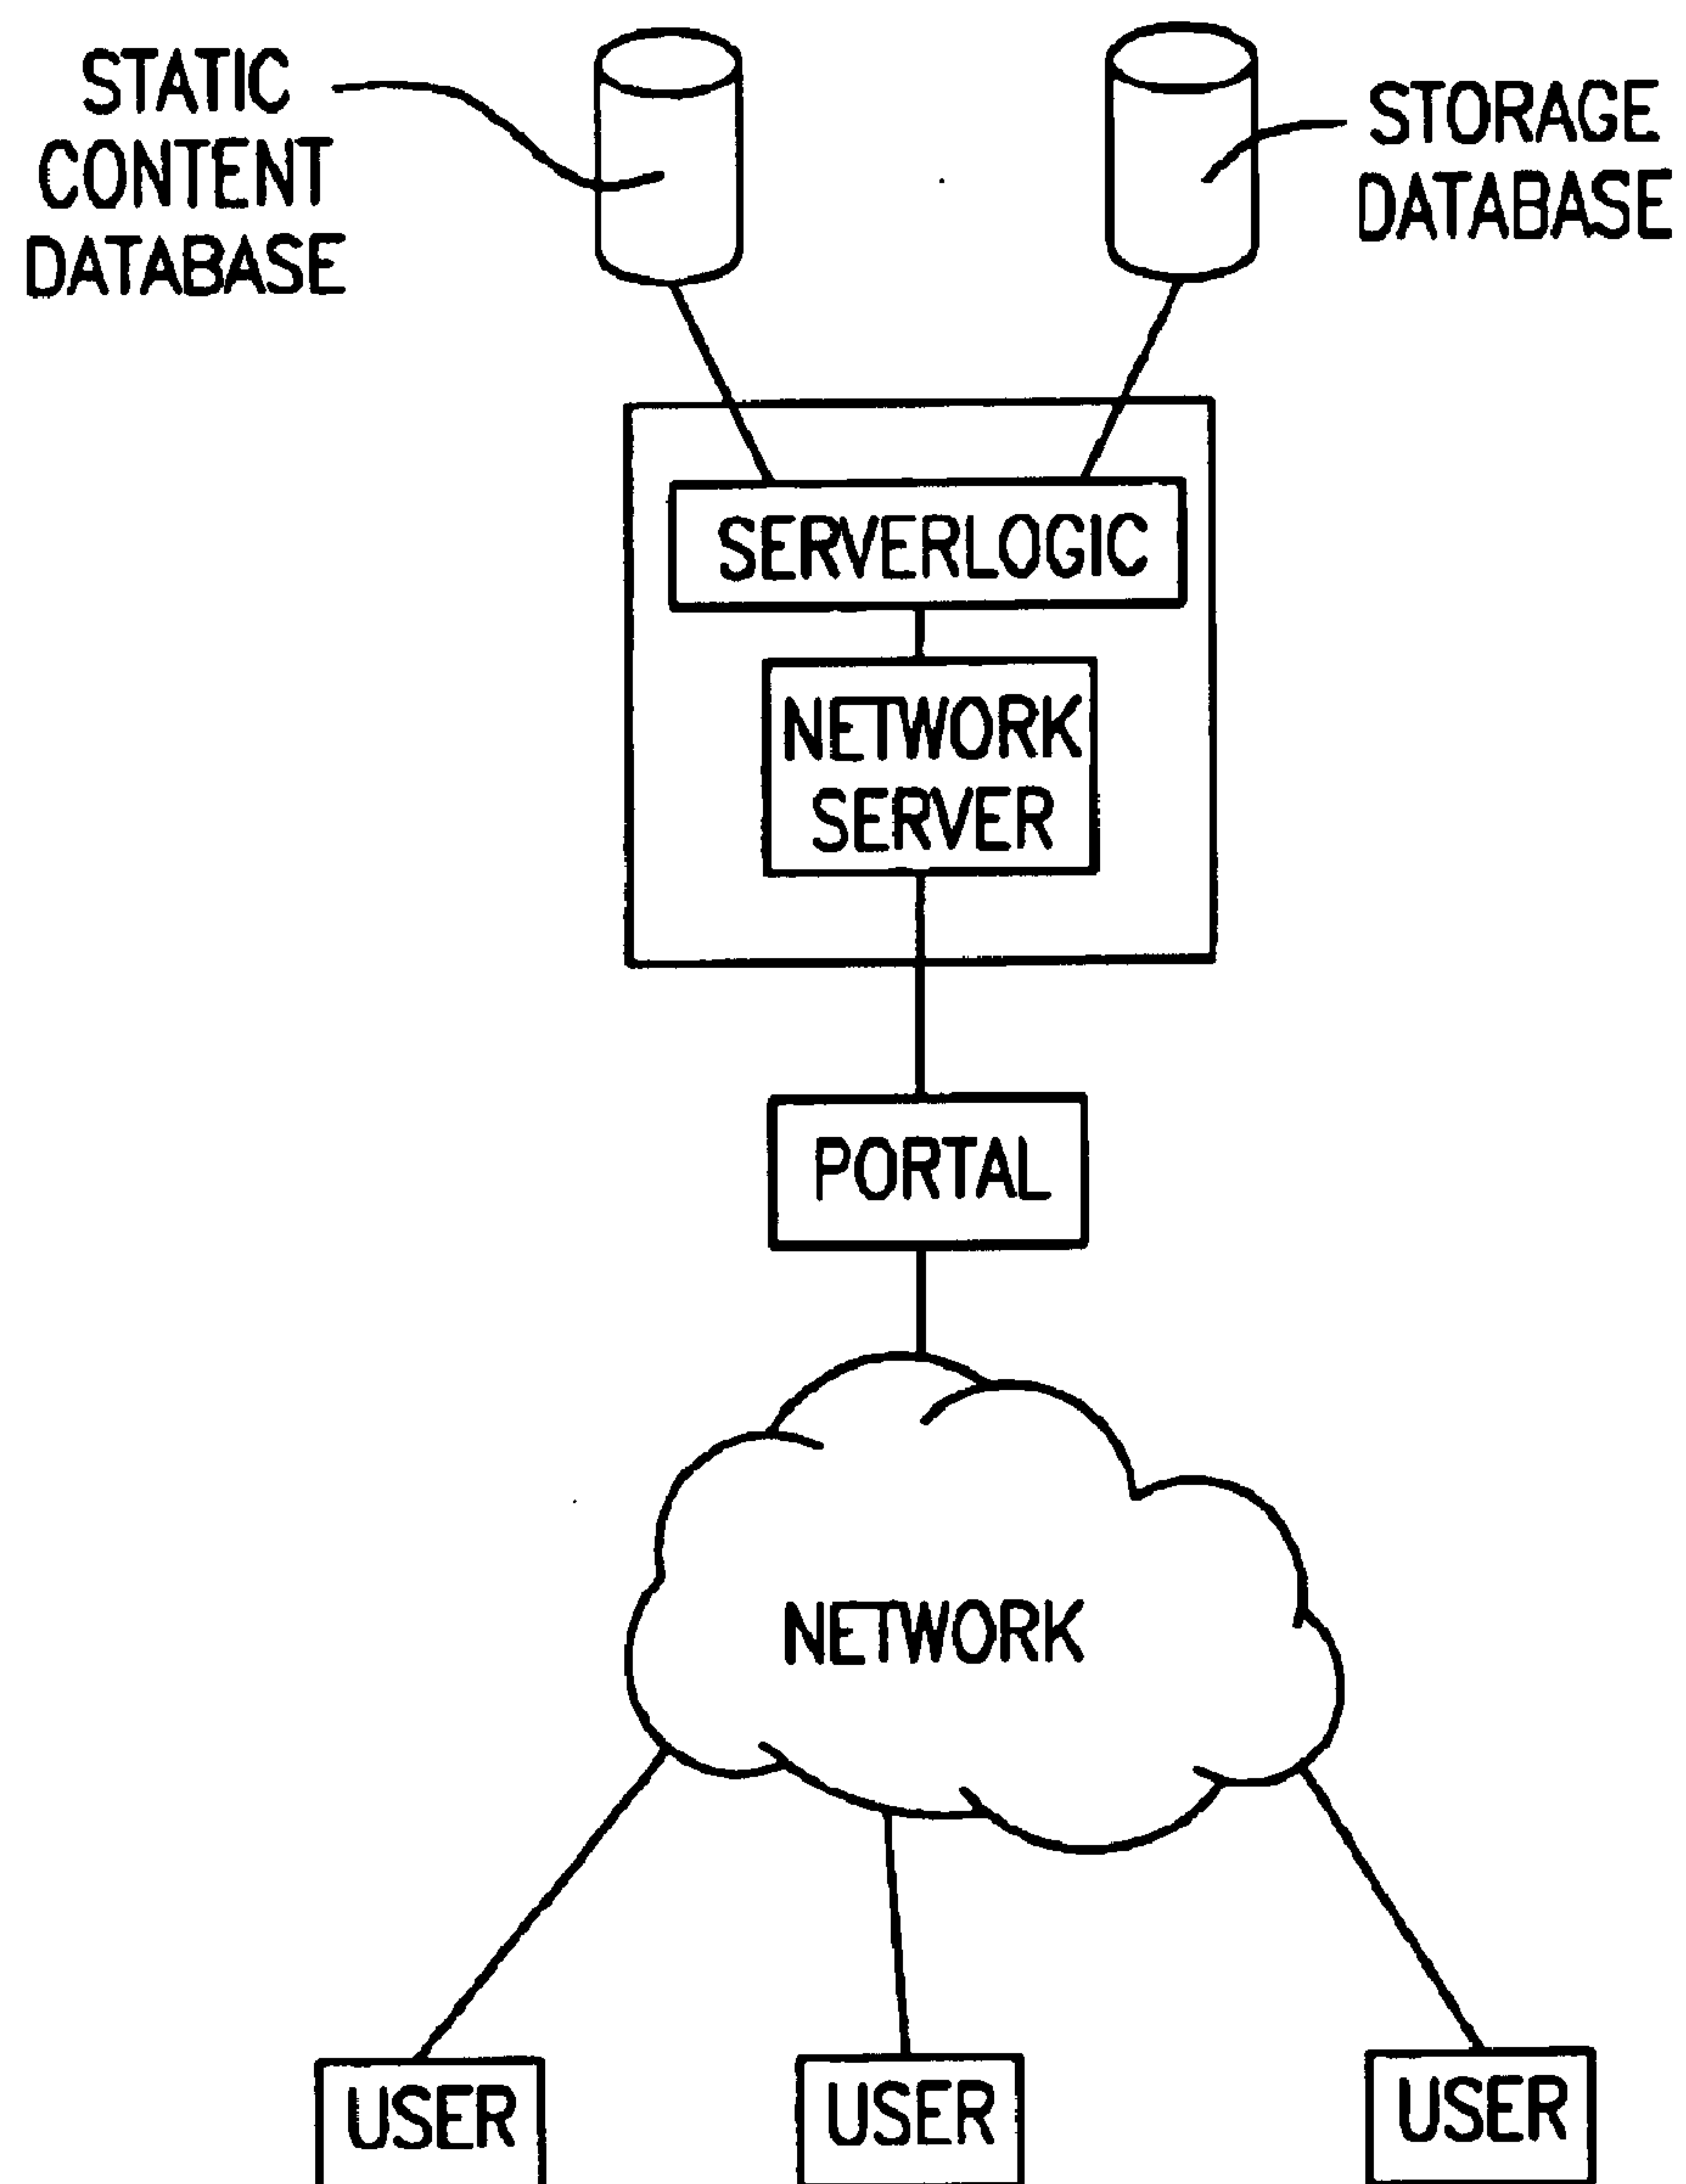 STATIC
CONTENT
DATABASE
STORAGE
DATABASE
SERVERLOGIC
NETWORK
SERVER
PORTAL
NETWORK
USER
USER
USER